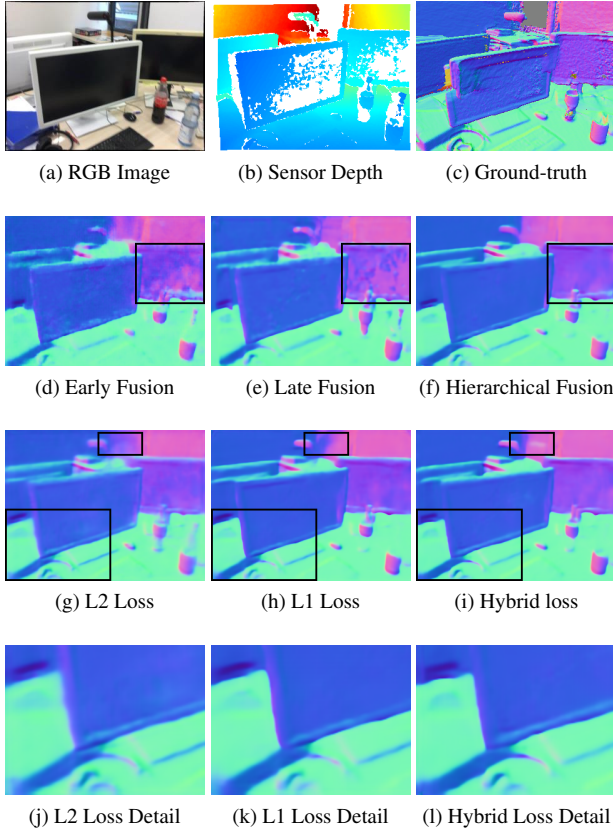 (a) RGB Image
(b) Sensor Depth
(c) Ground-truth
(d) Early Fusion
(e) Late Fusion
(f) Hierarchical Fusion
(g) L2 Loss
(h) L1 Loss
(i) Hybrid loss
(j) L2 Loss Detail
(k) L1 Loss Detail
(l) Hybrid Loss Detail